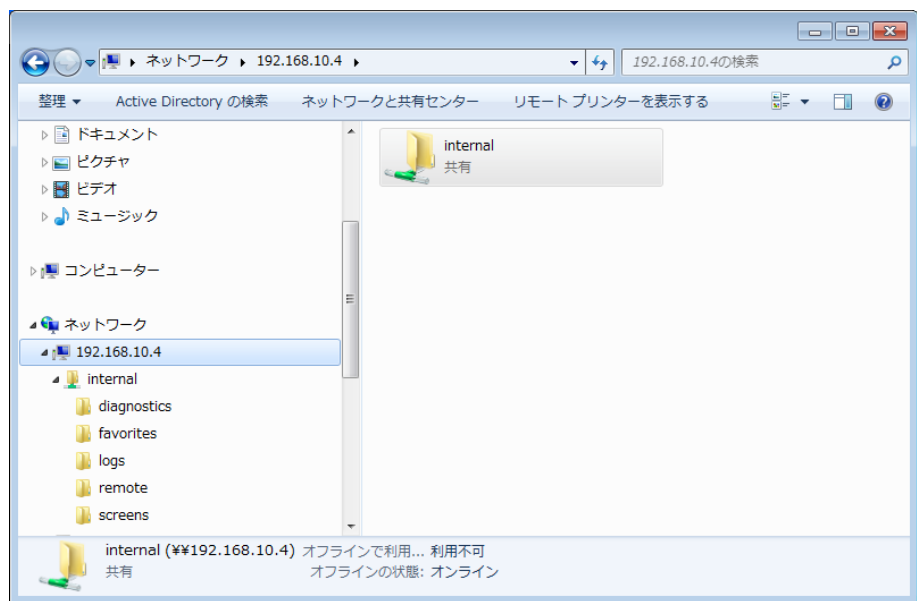 ネットワーク 192.168.10.4
192.168.10.4の検索
整理 Active Directory の検索 ネットワークと共有センター リモート プリンターを表示する
ドキュメント
ピクチャ
ビデオ
ミュージック
コンピューター
ネットワーク
192.168.10.4
internal
diagnostics
favorites
logs
remote
screens
internal
共有
internal (¥¥192.168.10.4) オフラインで利用... 利用不可
共有 オフラインの状態: オンライン